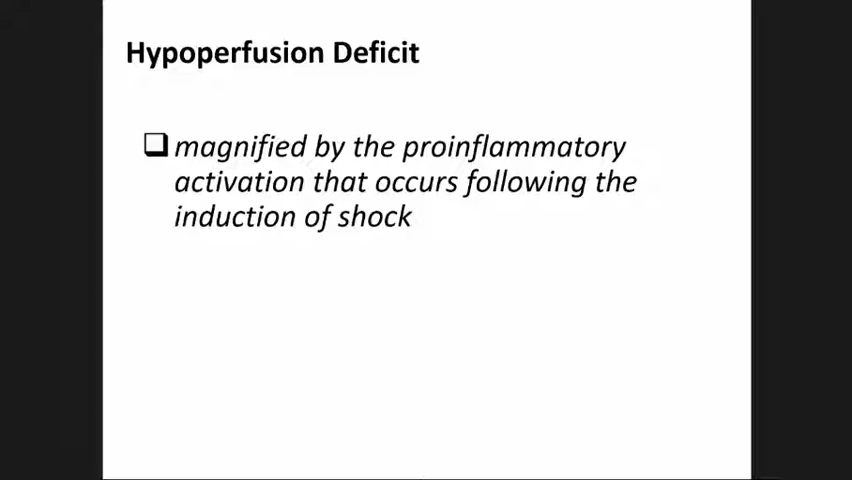 Hypoperfusion Deficit
magnified by the proinflammatory
activation that occurs following the
induction of shock